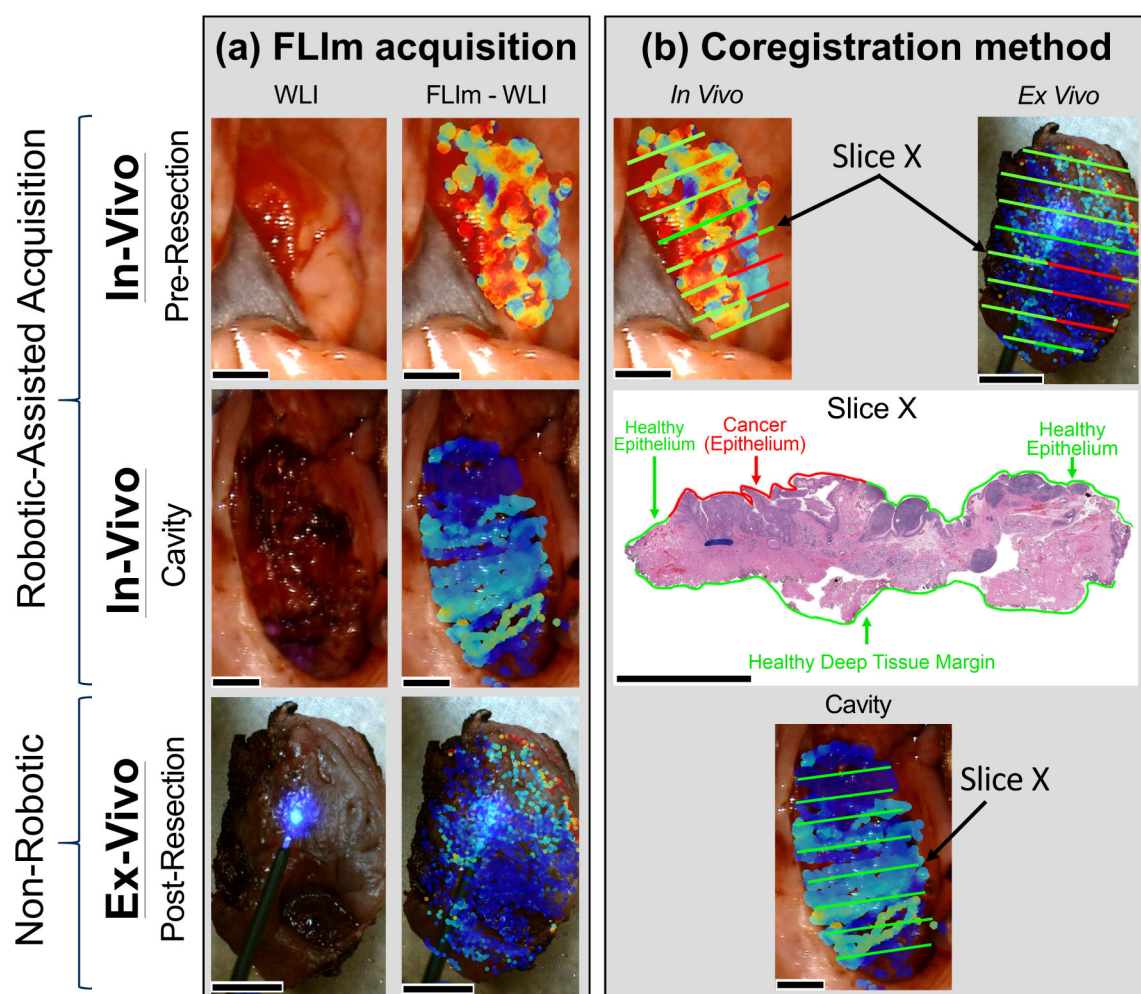 (a) FLIm acquisition
WLI
FLIm - WLI
Robotic-Assisted Acquisition
In-Vivo
Pre-Resection
In-Vivo
Cavity
Non-Robotic
Ex-Vivo
Post-Resection
(b) Coregistration method
In Vivo
Ex Vivo
Slice X
Slice X
Healthy
Epithelium
Cancer
(Epithelium)
Healthy
Epithelium
Healthy Deep Tissue Margin
Cavity
Slice X